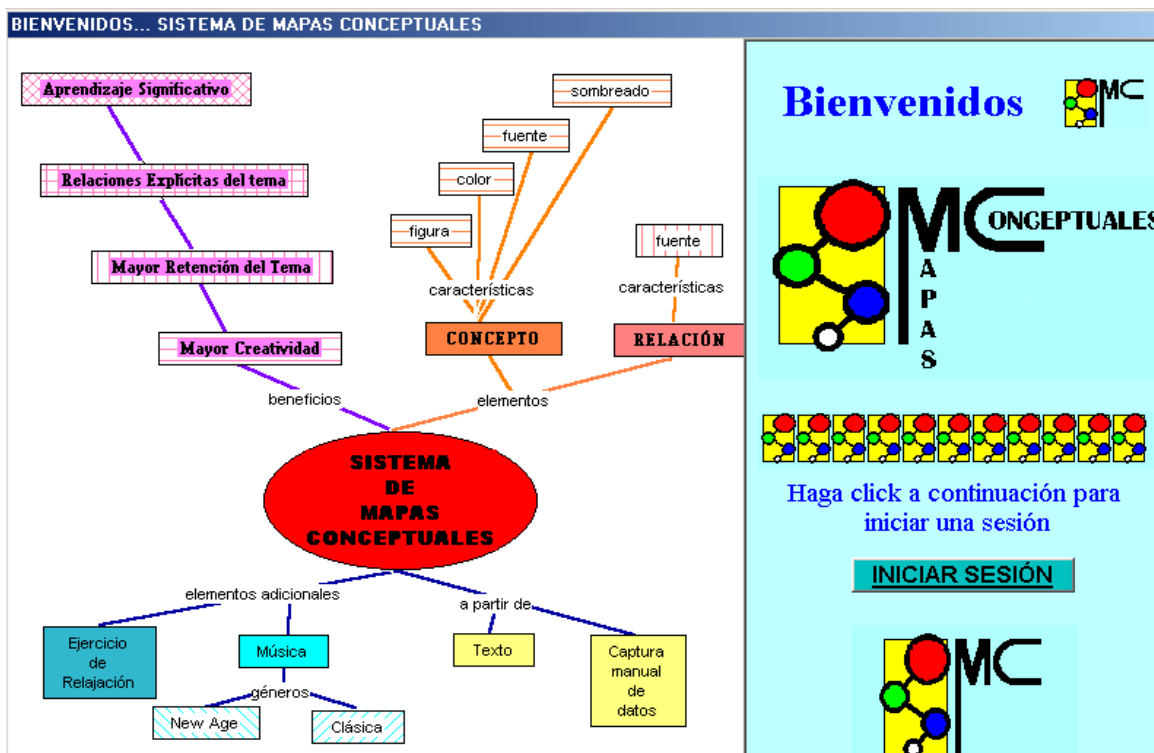 BIENVENIDOS... SISTEMA DE MAPAS CONCEPTUALES
Aprendizaje Significativo
Relaciones Explícitas del tema
Mayor Retención del Tema
Mayor Creatividad
beneficios
sombreado
fuente
color
figura
características
CONCEPTO
fuente
características
RELACIÓN
elementos
SISTEMA
DE
MAPAS
CONCEPTUALES
elementos adicionales
Ejercicio
de
Relajación
Música
géneros
New Age
Clásica
a partir de
Texto
Captura
manual
de
datos
Bienvenidos
MC
MAPAS
CONCEPTUALES
Haga click a continuación para
iniciar una sesión
INICIAR SESIÓN
MC